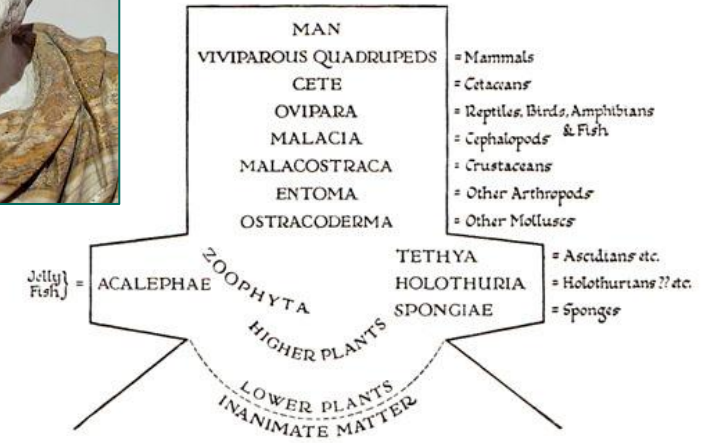 MAN
VIVIPAROUS QUADRUPEDS = Mammals
CETE = Cetaceans
OVIPARA = Reptiles, Birds, Amphibians & Fish
MALACIA = Cephalopods
MALACOSTRACA = Crustaceans
ENTOMA = Other Arthropods
OSTRACODERMA = Other Molluscs
TETHYA = Ascidians etc.
Jelly Fish } = ACALEPHAE ZOOPHYTA HOLOTHURIA = Holothurians ?? etc.
SPONGIAE = Sponges
HIGHER PLANTS
LOWER PLANTS
INANIMATE MATTER